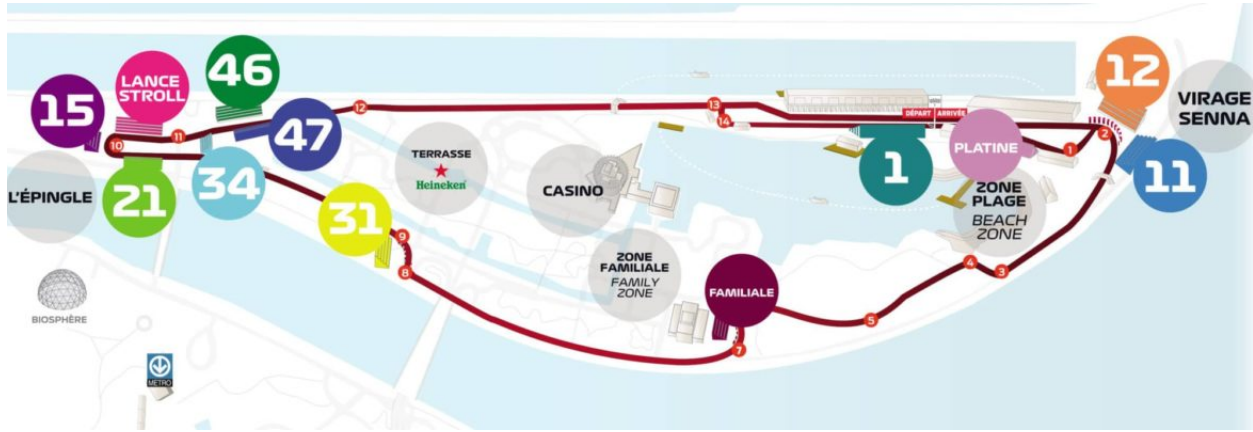 15
LANCE
STROLL
46
47
12
13
14
DÉPART ARRIVÉE
12
VIRAGE
SENNA
11
10
L'ÉPINGLE
21
34
31
TERRASSE
Heineken
CASINO
1
PLATINE
1
2
11
ZONE
PLAGE
BEACH
ZONE
9
8
ZONE
FAMILIALE
FAMILY
ZONE
FAMILIALE
4
3
5
7
BIOSPHÈRE
METRO